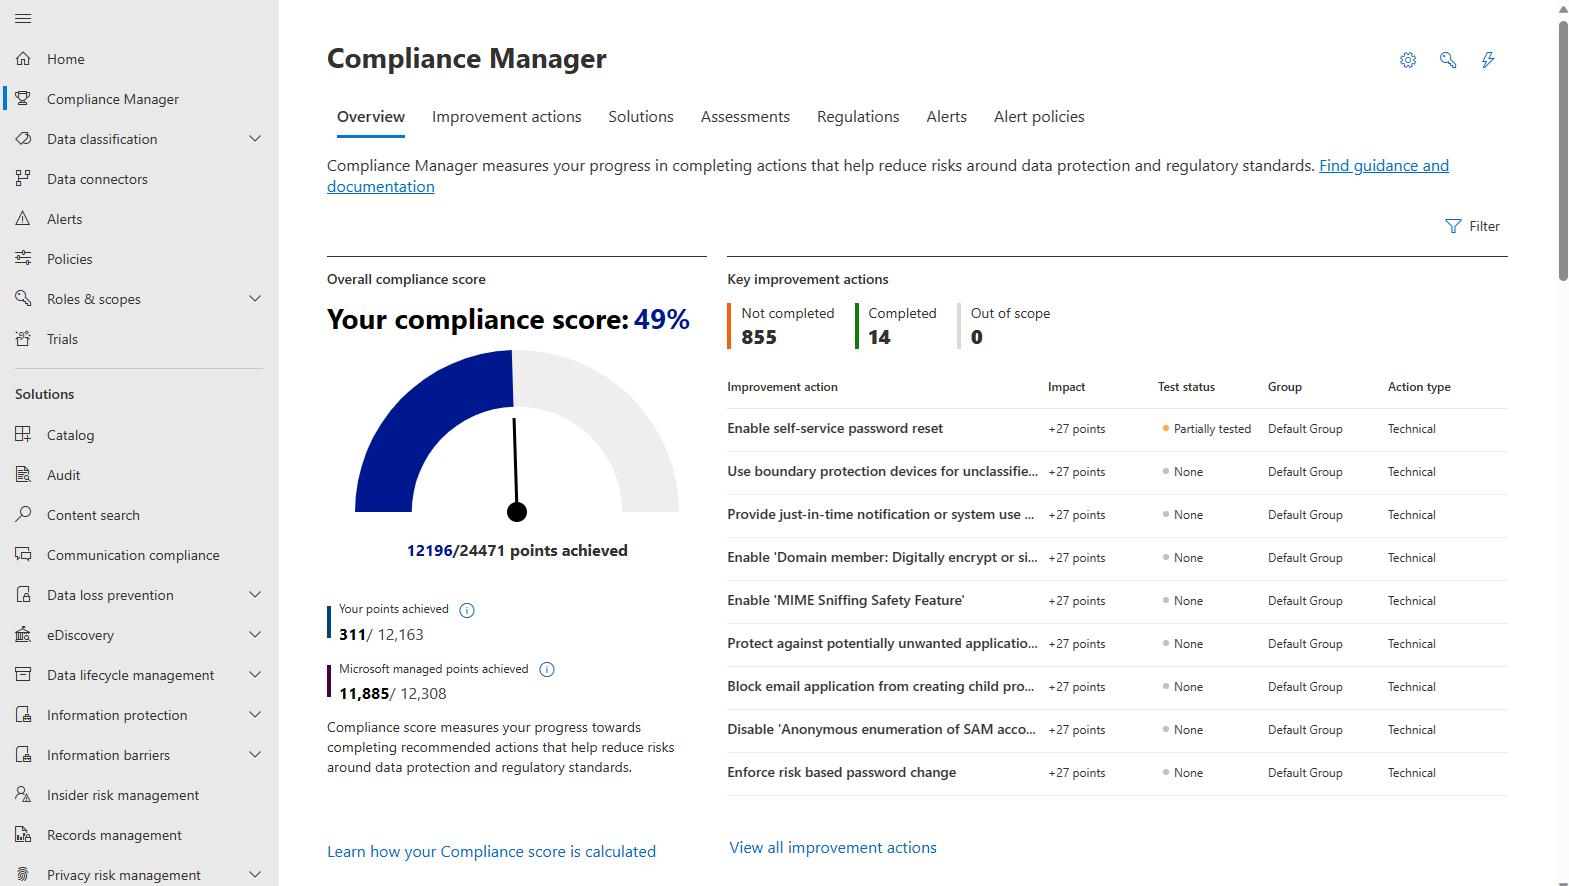 Home
Compliance Manager
Data classification
Data connectors
Alerts
Policies
Roles & scopes
Trials
Solutions
Catalog
Audit
Content search
Communication compliance
Data loss prevention
eDiscovery
Data lifecycle management
Information protection
Information barriers
Insider risk management
Records management
Privacy risk management
Compliance Manager
Overview Improvement actions Solutions Assessments Regulations Alerts Alert policies
Compliance Manager measures your progress in completing actions that help reduce risks around data protection and regulatory standards. Find guidance and
documentation
Filter
Overall compliance score
Your compliance score: 49%
12196/24471 points achieved
Your points achieved
311/ 12,163
Microsoft managed points achieved
11,885/ 12,308
Compliance score measures your progress towards
completing recommended actions that help reduce risks
around data protection and regulatory standards.
Learn how your Compliance score is calculated
Key improvement actions
Not completed Completed Out of scope
855 14 0
Improvement action Impact Test status Group Action type
Enable self-service password reset +27 points Partially tested Default Group Technical
Use boundary protection devices for unclassifie... +27 points None Default Group Technical
Provide just-in-time notification or system use ... +27 points None Default Group Technical
Enable 'Domain member: Digitally encrypt or si... +27 points None Default Group Technical
Enable 'MIME Sniffing Safety Feature' +27 points None Default Group Technical
Protect against potentially unwanted applicatio... +27 points None Default Group Technical
Block email application from creating child pro... +27 points None Default Group Technical
Disable 'Anonymous enumeration of SAM acco... +27 points None Default Group Technical
Enforce risk based password change +27 points None Default Group Technical
View all improvement actions